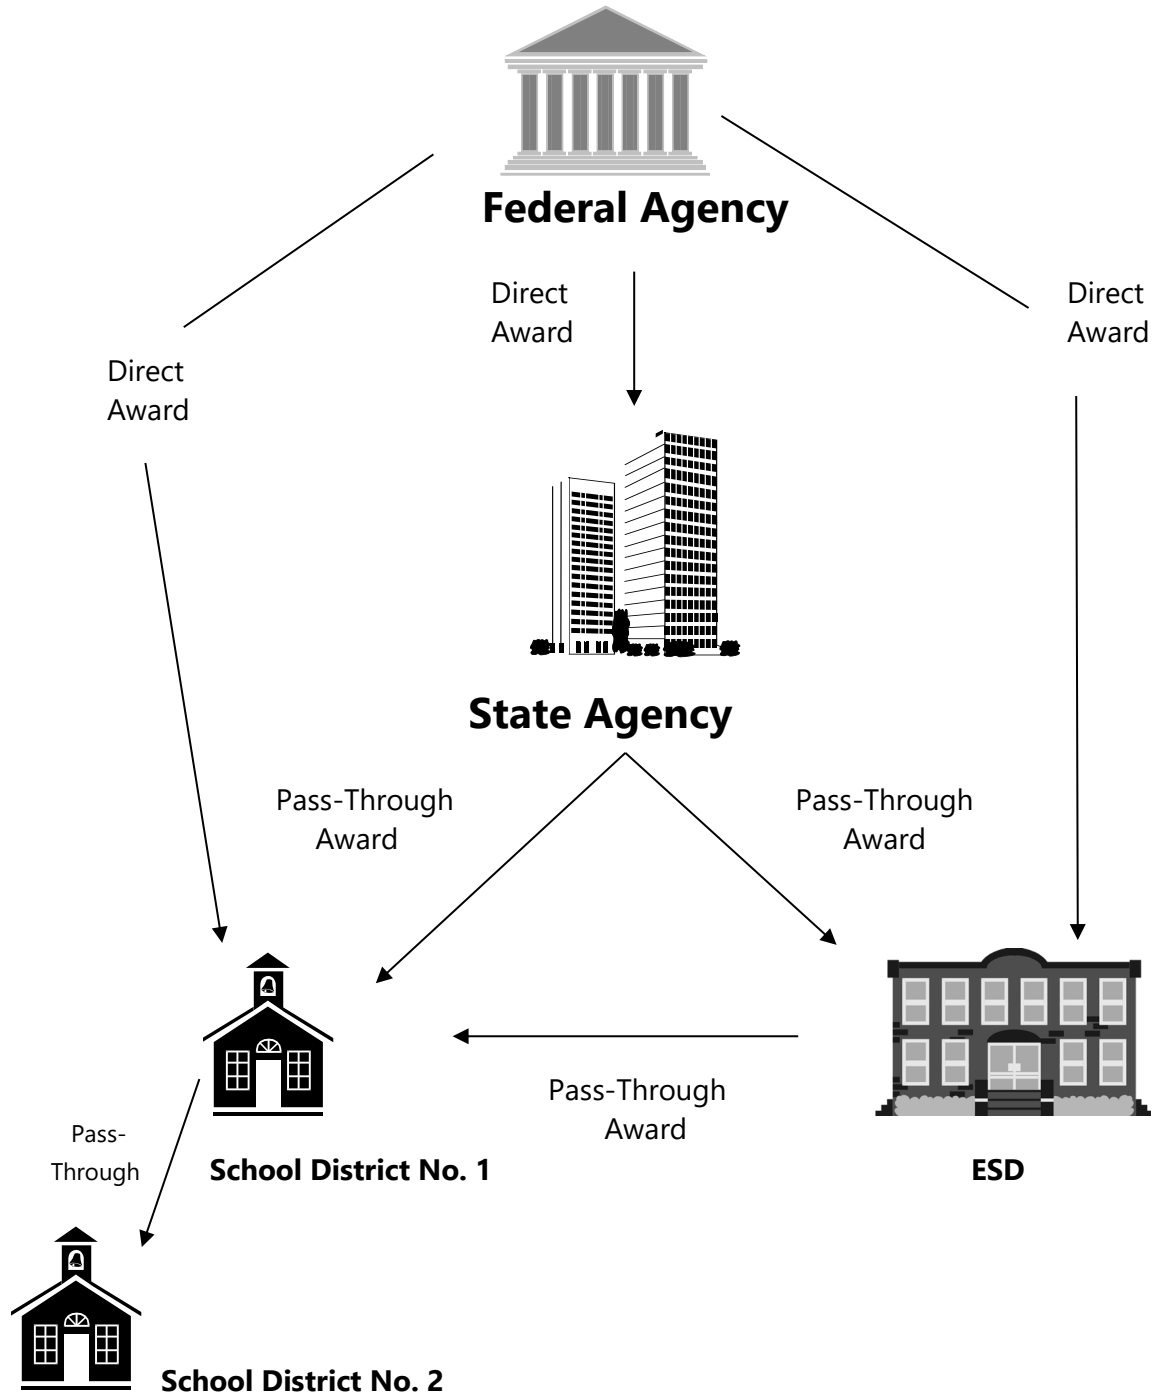 Federal Agency
Direct
Award
Direct
Award
Direct
Award
State Agency
Pass-Through
Award
Pass-Through
Award
Pass-Through
Award
Pass-
Through
School District No. 1
ESD
School District No. 2